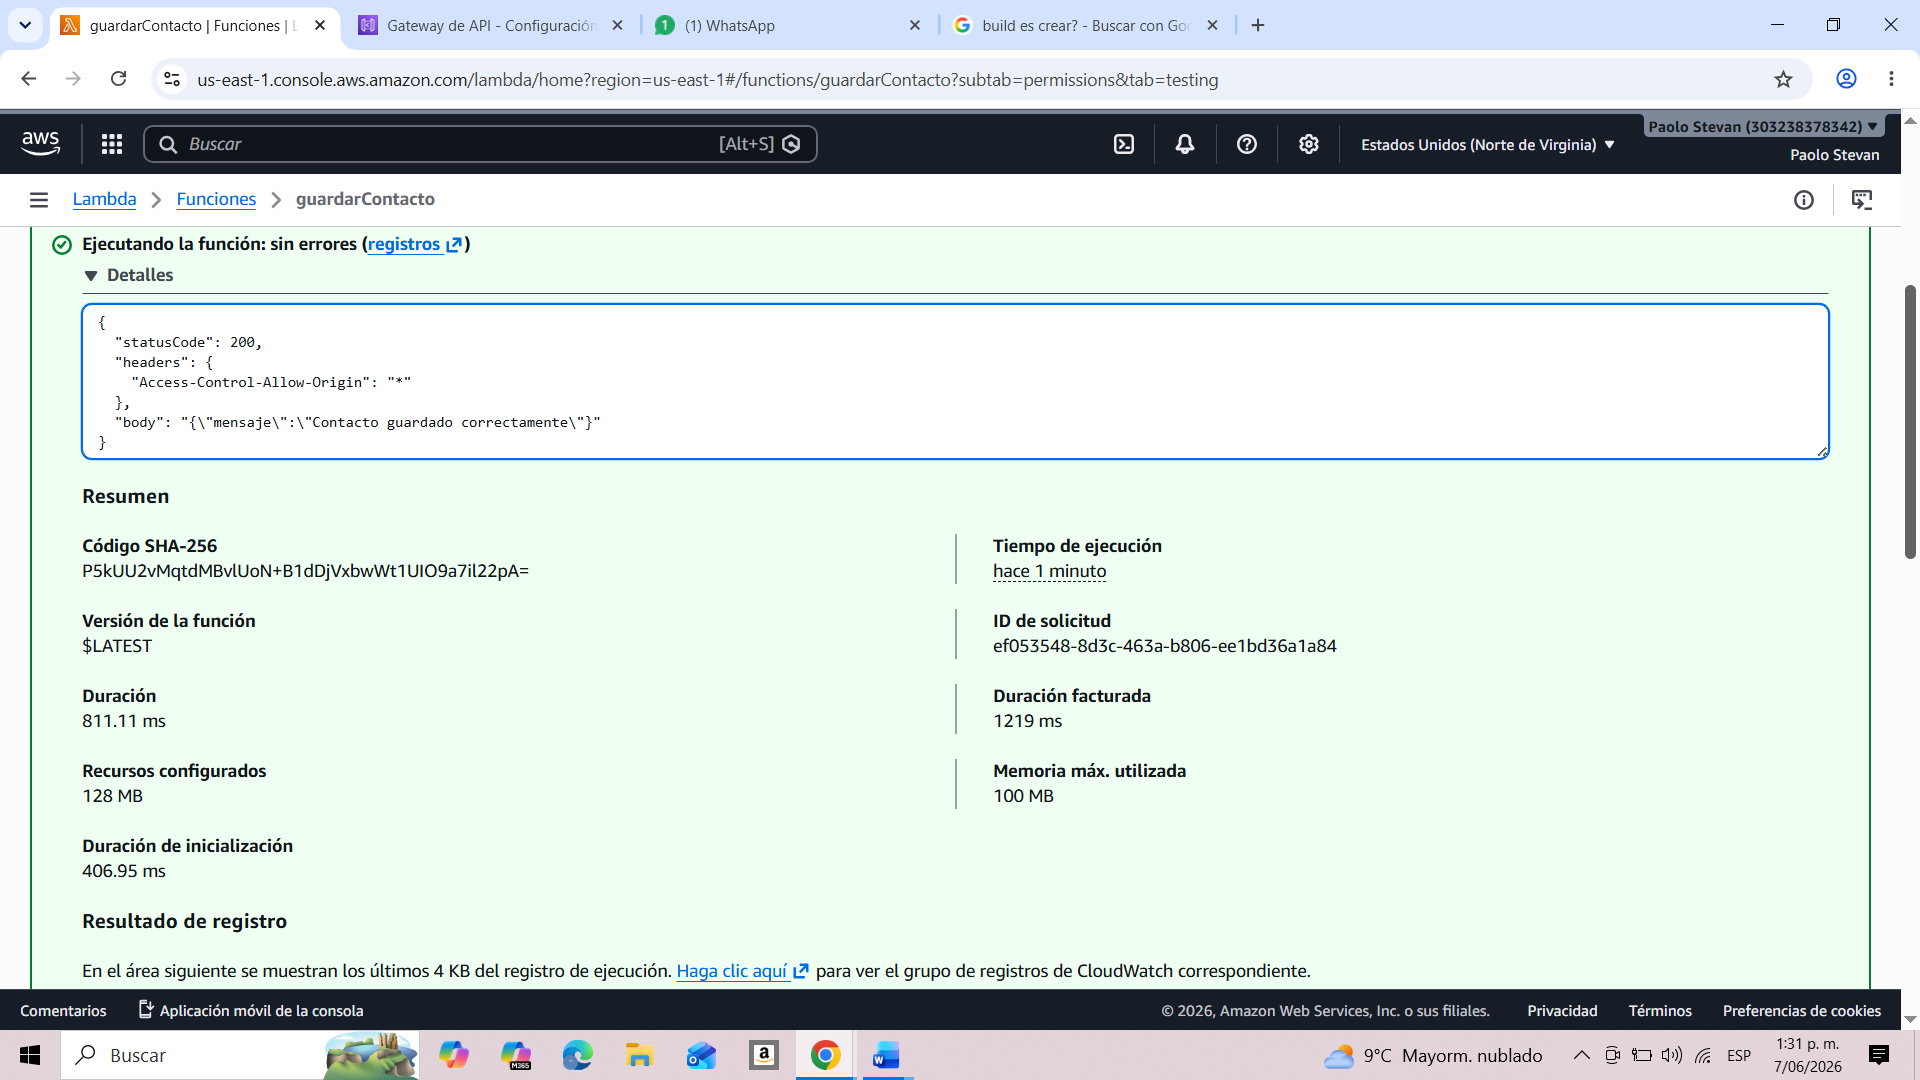 guardarContacto | Funciones | L
Gateway de API - Configuración
1
(1) WhatsApp
build es crear? - Buscar con Goo
us-east-1.console.aws.amazon.com/lambda/home?region=us-east-1#/functions/guardarContacto?subtab=permissions&tab=testing
aws
Buscar
[Alt+S]
Estados Unidos (Norte de Virginia) ▼
Paolo Stevan (303238378342) ▼
Paolo Stevan
Lambda
Funciones
guardarContacto
Ejecutando la función: sin errores (registros)
▼ Detalles
{
"statusCode": 200,
"headers": {
"Access-Control-Allow-Origin": "*"
},
"body": "{\"mensaje\":\"Contacto guardado correctamente\"}"
}
Resumen
Código SHA-256
P5kUU2vMqtdMBvlUoN+B1dDjVxbwWt1UIO9a7il22pA=
Tiempo de ejecución
hace 1 minuto
Versión de la función
$LATEST
ID de solicitud
ef053548-8d3c-463a-b806-ee1bd36a1a84
Duración
811.11 ms
Duración facturada
1219 ms
Recursos configurados
128 MB
Memoria máx. utilizada
100 MB
Duración de inicialización
406.95 ms
Resultado de registro
En el área siguiente se muestran los últimos 4 KB del registro de ejecución. Haga clic aquí para ver el grupo de registros de CloudWatch correspondiente.
Comentarios
Aplicación móvil de la consola
© 2026, Amazon Web Services, Inc. o sus filiales.
Privacidad
Términos
Preferencias de cookies
Buscar
M365
9°C Mayorm. nublado
ESP
1:31 p. m.
7/06/2026